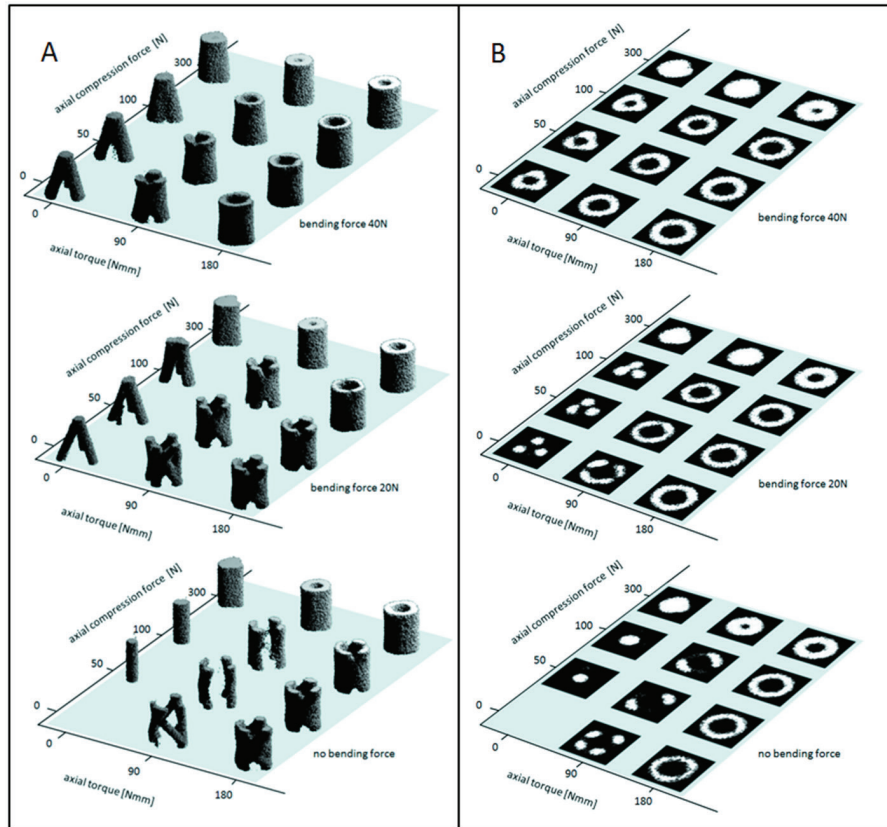 A
axial compression force [N]
300
100
50
0
0
90
180
axial torque [Nmm]
bending force 40N
axial compression force [N]
300
100
50
0
0
90
180
axial torque [Nmm]
bending force 20N
axial compression force [N]
300
100
50
0
0
90
180
axial torque [Nmm]
no bending force
B
axial compression force [N]
300
100
50
0
0
90
180
axial torque [Nmm]
bending force 40N
axial compression force [N]
300
100
50
0
0
90
180
axial torque [Nmm]
bending force 20N
axial compression force [N]
300
100
50
0
0
90
180
axial torque [Nmm]
no bending force